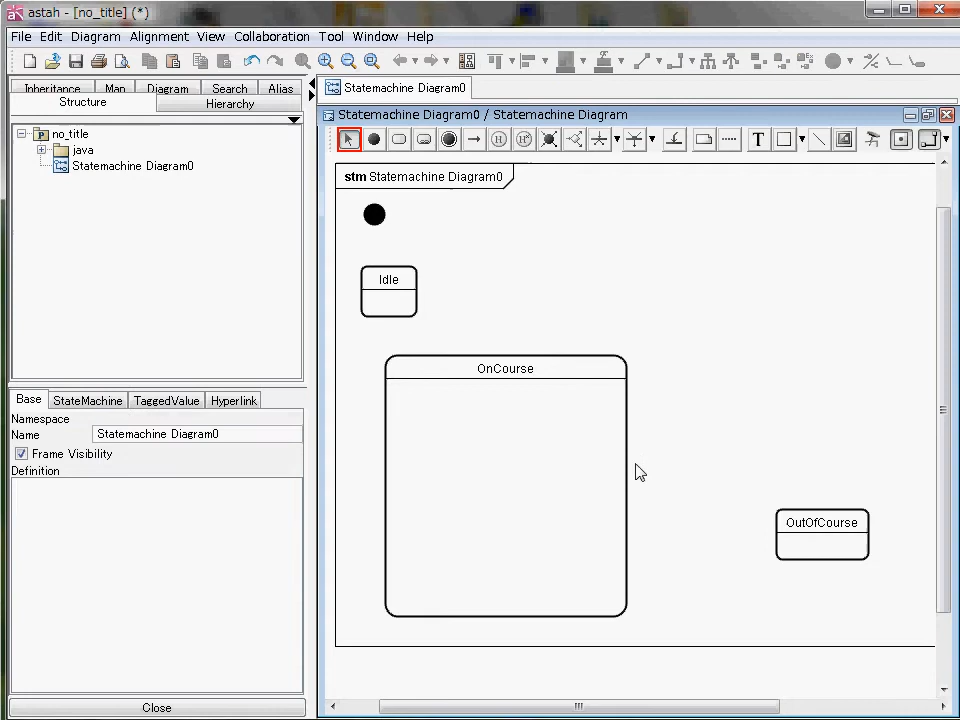 astah - [no_title] (*)
File Edit Diagram Alignment View Collaboration Tool Window Help
Inheritance Map Diagram Search Alias
Structure Hierarchy
no_title
java
Statemachine Diagram0
Base StateMachine TaggedValue Hyperlink
Namespace
Name Statemachine Diagram0
Frame Visibility
Definition
Close
Statemachine Diagram0
Statemachine Diagram0 / Statemachine Diagram
H H* T
stm Statemachine Diagram0
Idle
OnCourse
OutOfCourse